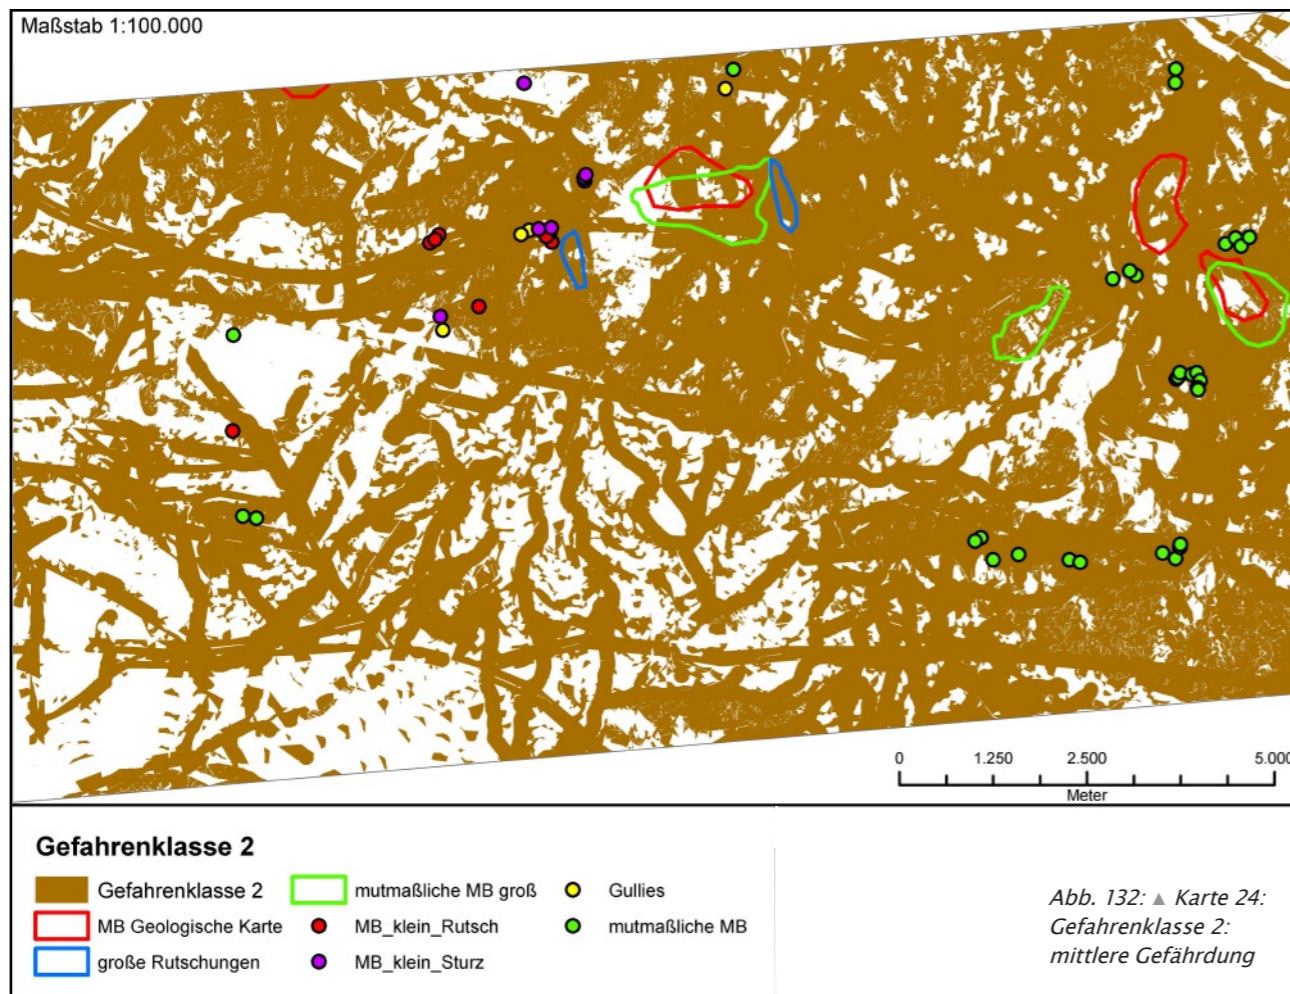 Maßstab 1:100.000
0 1.250 2.500 5.000
Meter
Gefahrenklasse 2
Gefahrenklasse 2
MB Geologische Karte
große Rutschungen
mutmaßliche MB groß
MB_klein_Rutsch
MB_klein_Sturz
Gullies
mutmaßliche MB
Abb. 132: ▲ Karte 24:
Gefahrenklasse 2:
mittlere Gefährdung